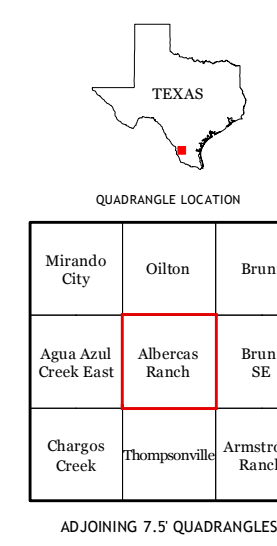 TEXAS
QUADRANGLE LOCATION
Mirando
City
Oilton
Agua Azul
Creek East
Albercas
Ranch
SE
Chargos
Creek
Thompsonville
ADJOINING 7.5' QUADRANGLES